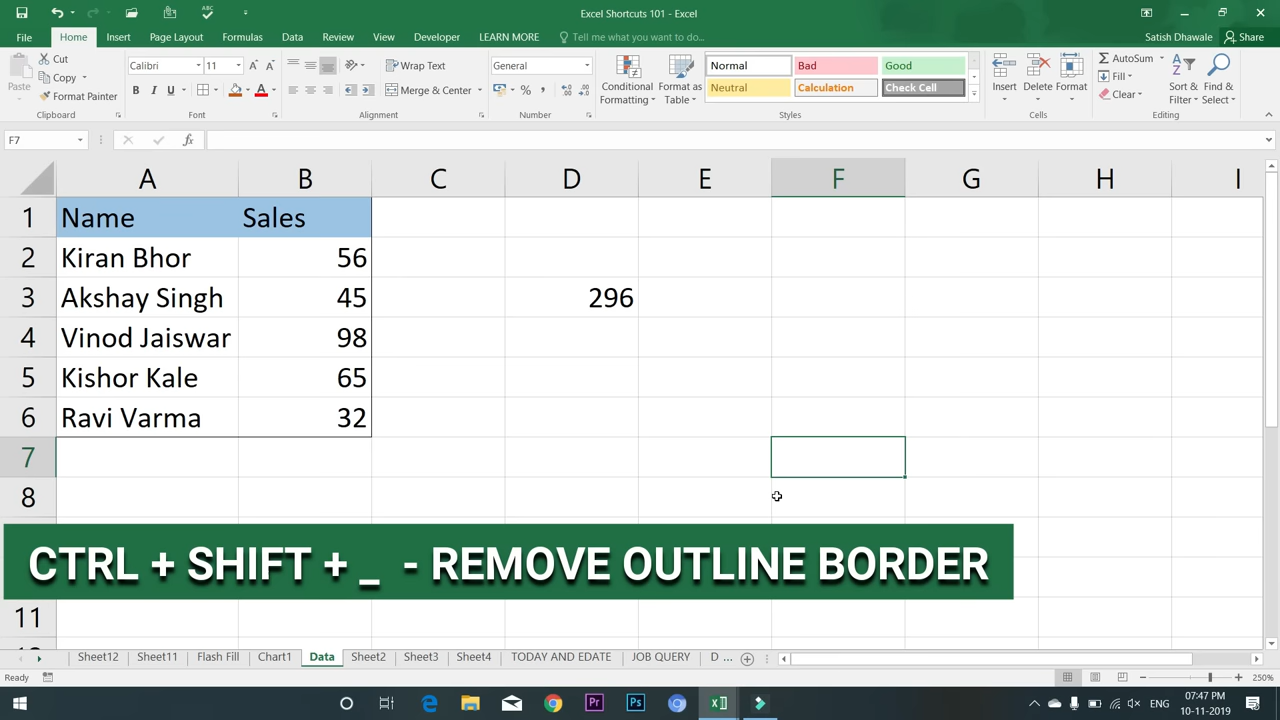 Excel Shortcuts 101 - Excel
File Home Insert Page Layout Formulas Data Review View Developer LEARN MORE Tell me what you want to do... Satish Dhawale Share
Paste
Cut
Copy
Format Painter
Clipboard
Calibri 11
B I U
Font
Wrap Text
Merge & Center
Alignment
General
Number
Conditional Formatting
Format as Table
Normal Bad Good
Neutral Calculation Check Cell
Styles
Insert Delete Format
Cells
AutoSum
Fill
Clear
Sort & Filter
Find & Select
Editing
F7 fx
A B C D E F G H I
1 Name Sales
2 Kiran Bhor 56
3 Akshay Singh 45 296
4 Vinod Jaiswar 98
5 Kishor Kale 65
6 Ravi Varma 32
7
8
CTRL + SHIFT + _ - REMOVE OUTLINE BORDER
11
Sheet12 Sheet11 Flash Fill Chart1 Data Sheet2 Sheet3 Sheet4 TODAY AND EDATE JOB QUERY D ...
Ready 250%
ENG 07:47 PM
10-11-2019